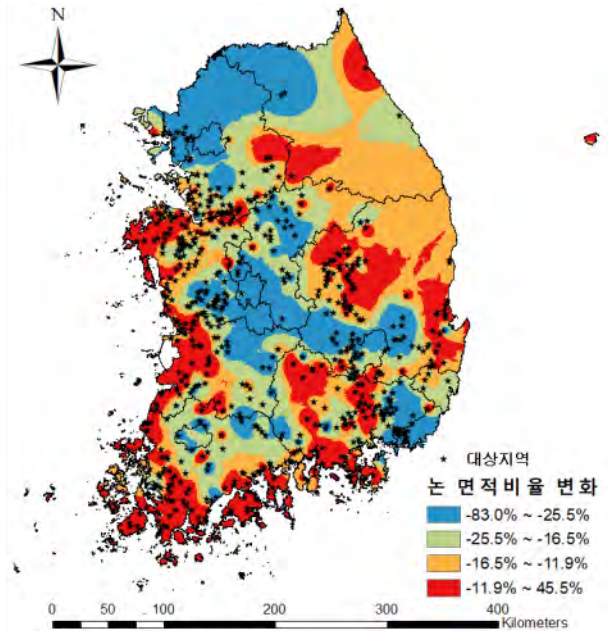 N
대상지역
논 면적비율 변화
-83.0% ~ -25.5%
-25.5% ~ -16.5%
-16.5% ~ -11.9%
-11.9% ~ 45.5%
0 50 100 200 300 400
Kilometers